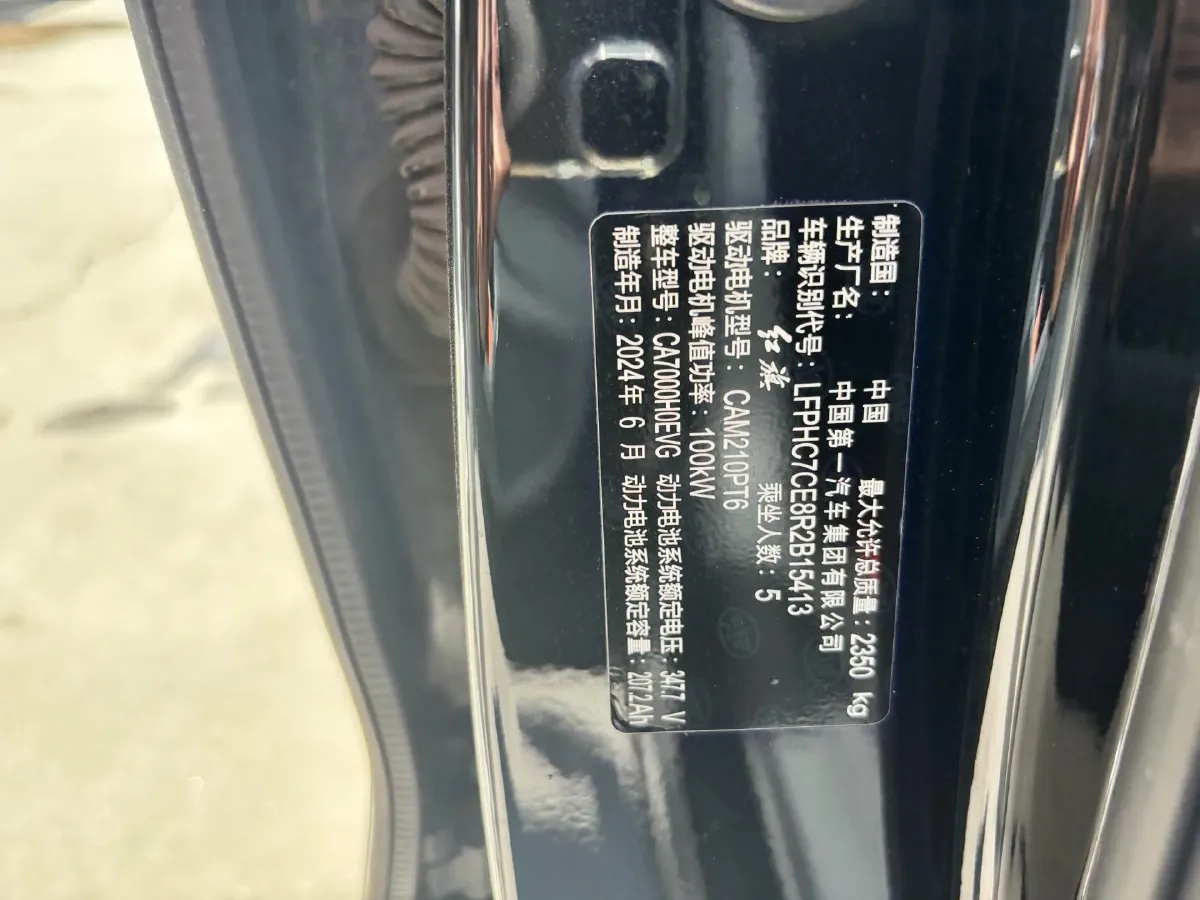 制造国： 中国 最大允许总质量：2350 kg
生产厂名： 中国第一汽车集团有限公司
车辆识别代号：LFPHC7CE8R2B15413
品牌： 红旗 乘坐人数：5
驱动电机型号：CAM210PT6
驱动电机峰值功率：100kW
整车型号：CA7000H0EVG 动力电池系统额定电压：347.7 V
制造年月：2024年 6 月 动力电池系统额定容量：207.2Ah